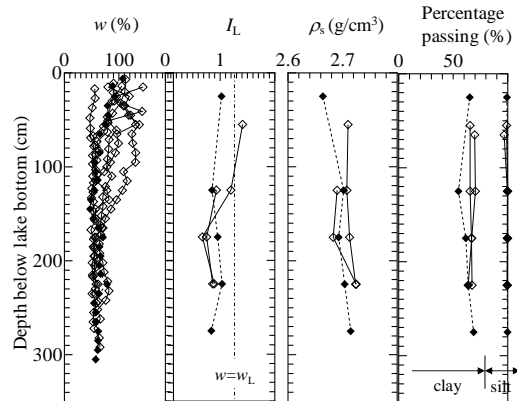 w (%)
I_L
ρ_s (g/cm³)
Percentage
passing (%)
0 100
0 1
2.6 2.7
50
0
100
200
300
Depth below lake bottom (cm)
w=w_L
clay silt